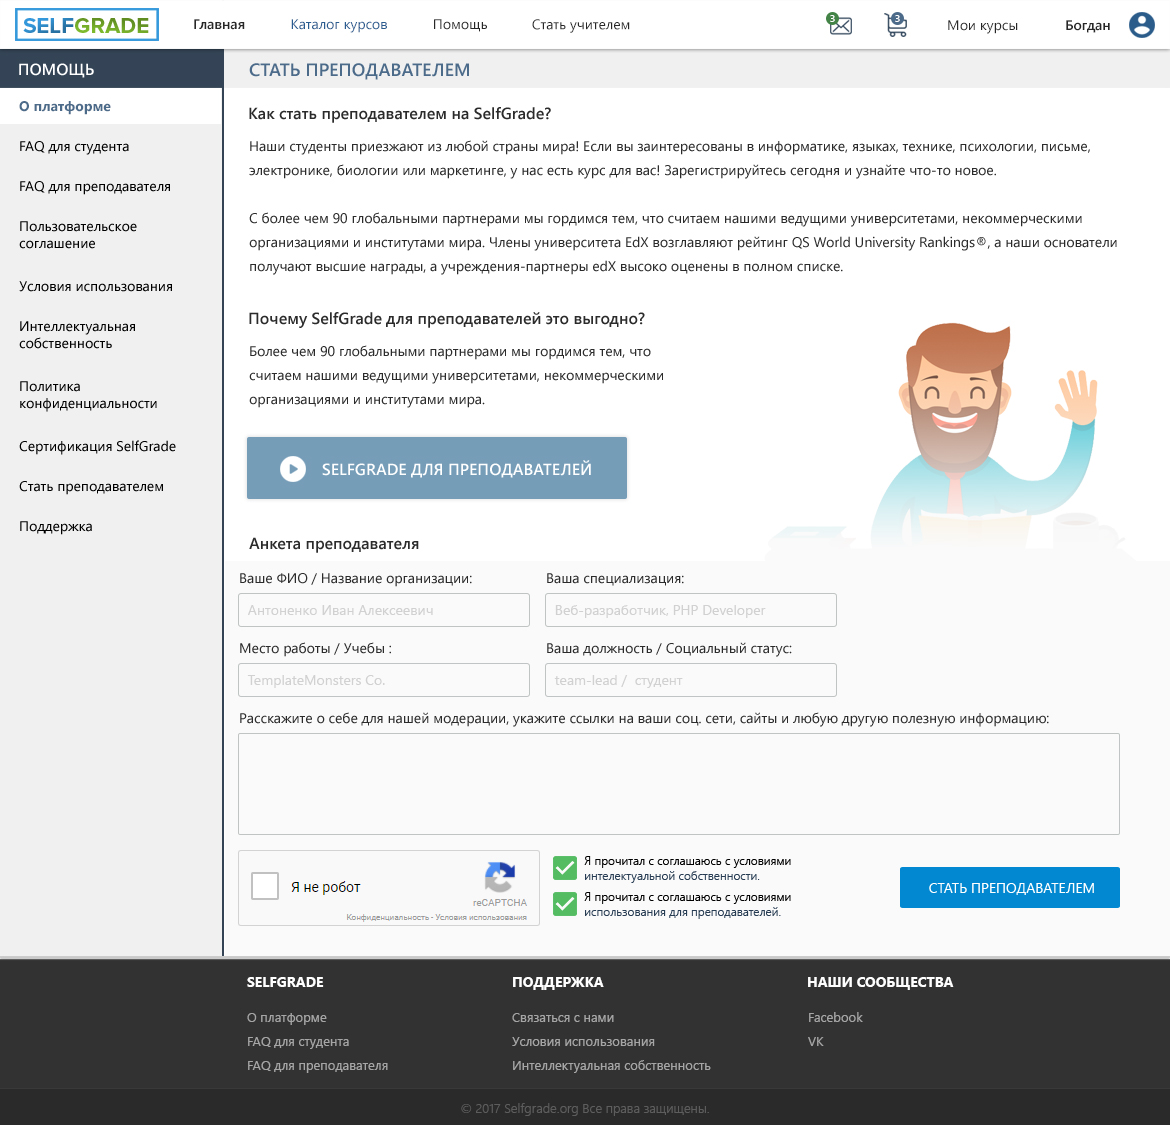 SELFGRADE
Главная
Каталог курсов
Помощь
Стать учителем
3
3
Мои курсы
Богдан
ПОМОЩЬ
О платформе
FAQ для студента
FAQ для преподавателя
Пользовательское
соглашение
Условия использования
Интеллектуальная
собственность
Политика
конфиденциальности
Сертификация SelfGrade
Стать преподавателем
Поддержка
СТАТЬ ПРЕПОДАВАТЕЛЕМ
Как стать преподавателем на SelfGrade?
Наши студенты приезжают из любой страны мира! Если вы заинтересованы в информатике, языках, технике, психологии, письме,
электронике, биологии или маркетинге, у нас есть курс для вас! Зарегистрируйтесь сегодня и узнайте что-то новое.
С более чем 90 глобальными партнерами мы гордимся тем, что считаем нашими ведущими университетами, некоммерческими
организациями и институтами мира. Члены университета EdX возглавляют рейтинг QS World University Rankings®, а наши основатели
получают высшие награды, а учреждения-партнеры edX высоко оценены в полном списке.
Почему SelfGrade для преподавателей это выгодно?
Более чем 90 глобальными партнерами мы гордимся тем, что
считаем нашими ведущими университетами, некоммерческими
организациями и институтами мира.
SELFGRADE ДЛЯ ПРЕПОДАВАТЕЛЕЙ
Анкета преподавателя
Ваше ФИО / Название организации:
Ваша специализация:
Антоненко Иван Алексеевич
Веб-разработчик, PHP Developer
Место работы / Учебы :
Ваша должность / Социальный статус:
TemplateMonsters Co.
team-lead / студент
Расскажите о себе для нашей модерации, укажите ссылки на ваши соц. сети, сайты и любую другую полезную информацию:
Я не робот
reCAPTCHA
Конфиденциальность - Условия использования
Я прочитал с соглашаюсь с условиями
интелектуальной собственности.
Я прочитал с соглашаюсь с условиями
использования для преподавателей.
СТАТЬ ПРЕПОДАВАТЕЛЕМ
SELFGRADE
О платформе
FAQ для студента
FAQ для преподавателя
ПОДДЕРЖКА
Связаться с нами
Условия использования
Интеллектуальная собственность
НАШИ СООБЩЕСТВА
Facebook
VK
© 2017 Selfgrade.org Все права защищены.